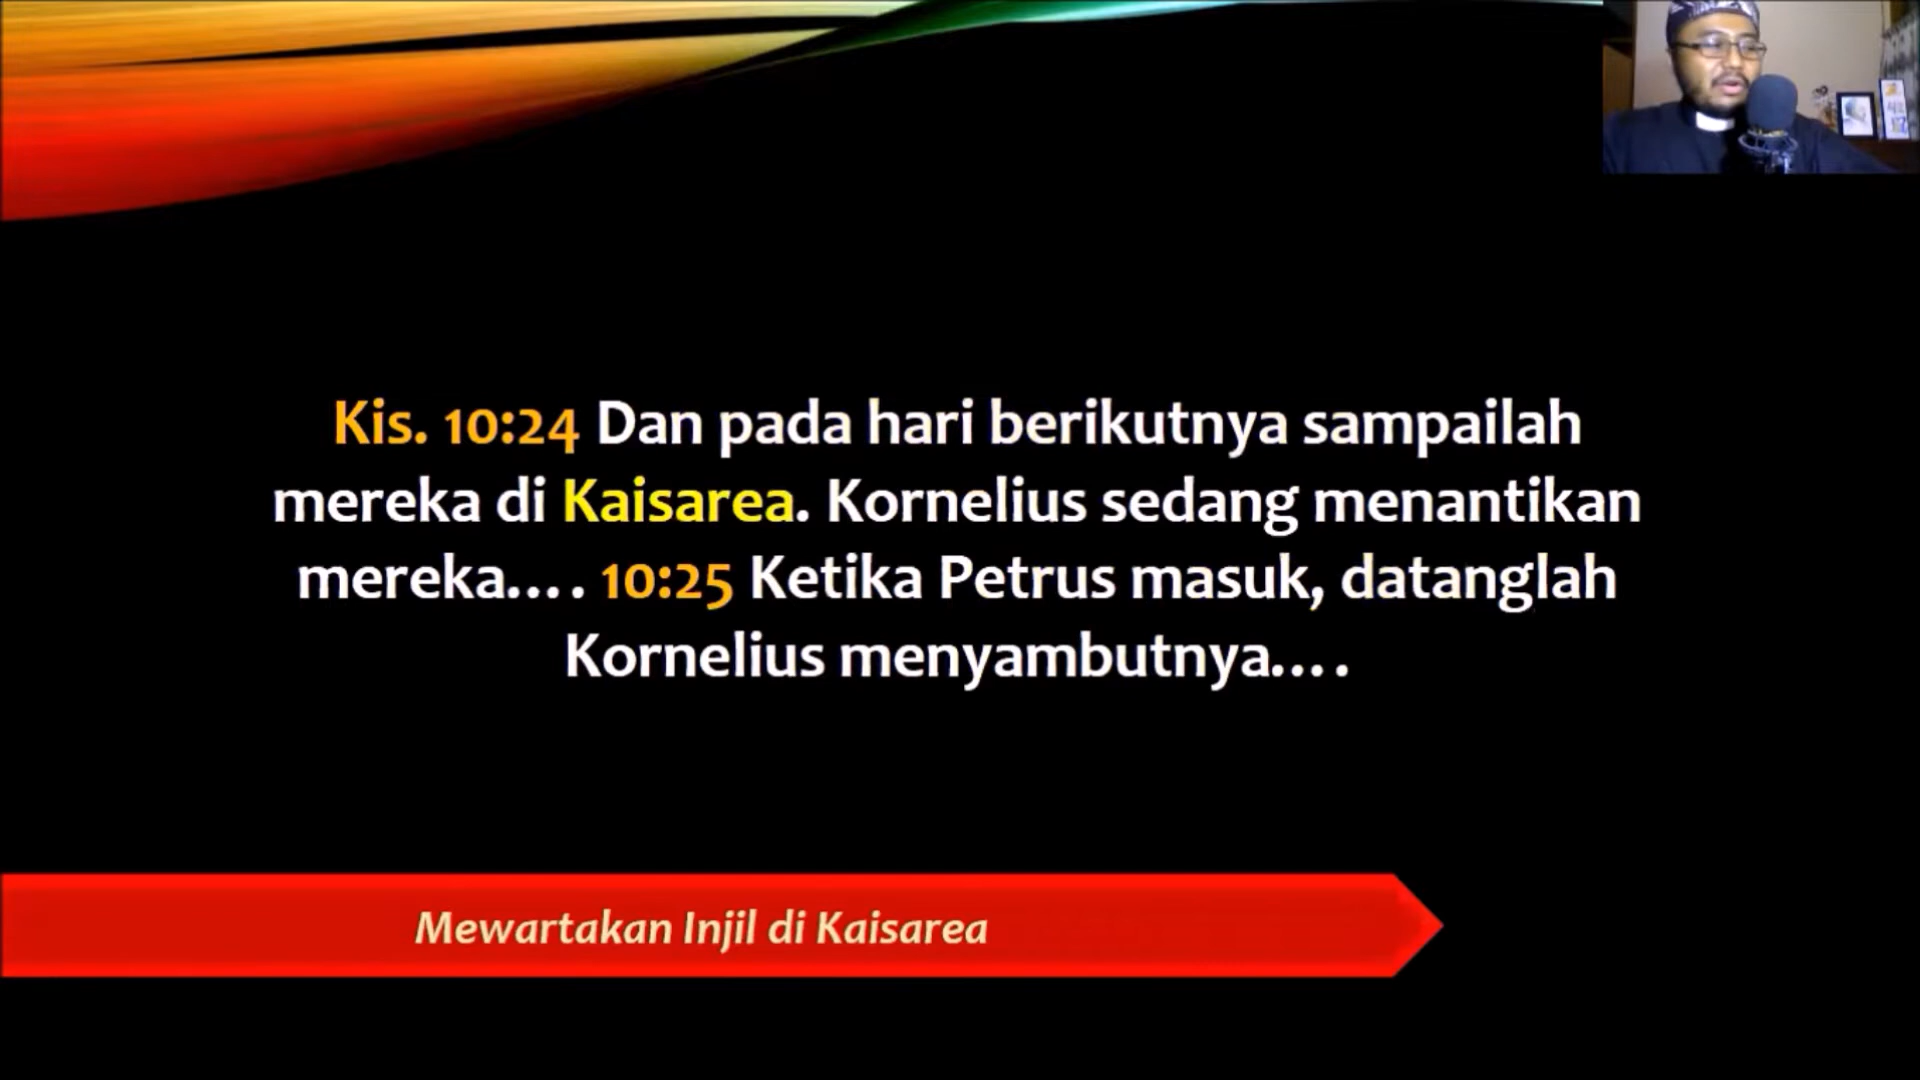 Kis. 10:24 Dan pada hari berikutnya sampailah
mereka di Kaisarea. Kornelius sedang menantikan
mereka.... 10:25 Ketika Petrus masuk, datanglah
Kornelius menyambutnya....
Mewartakan Injil di Kaisarea